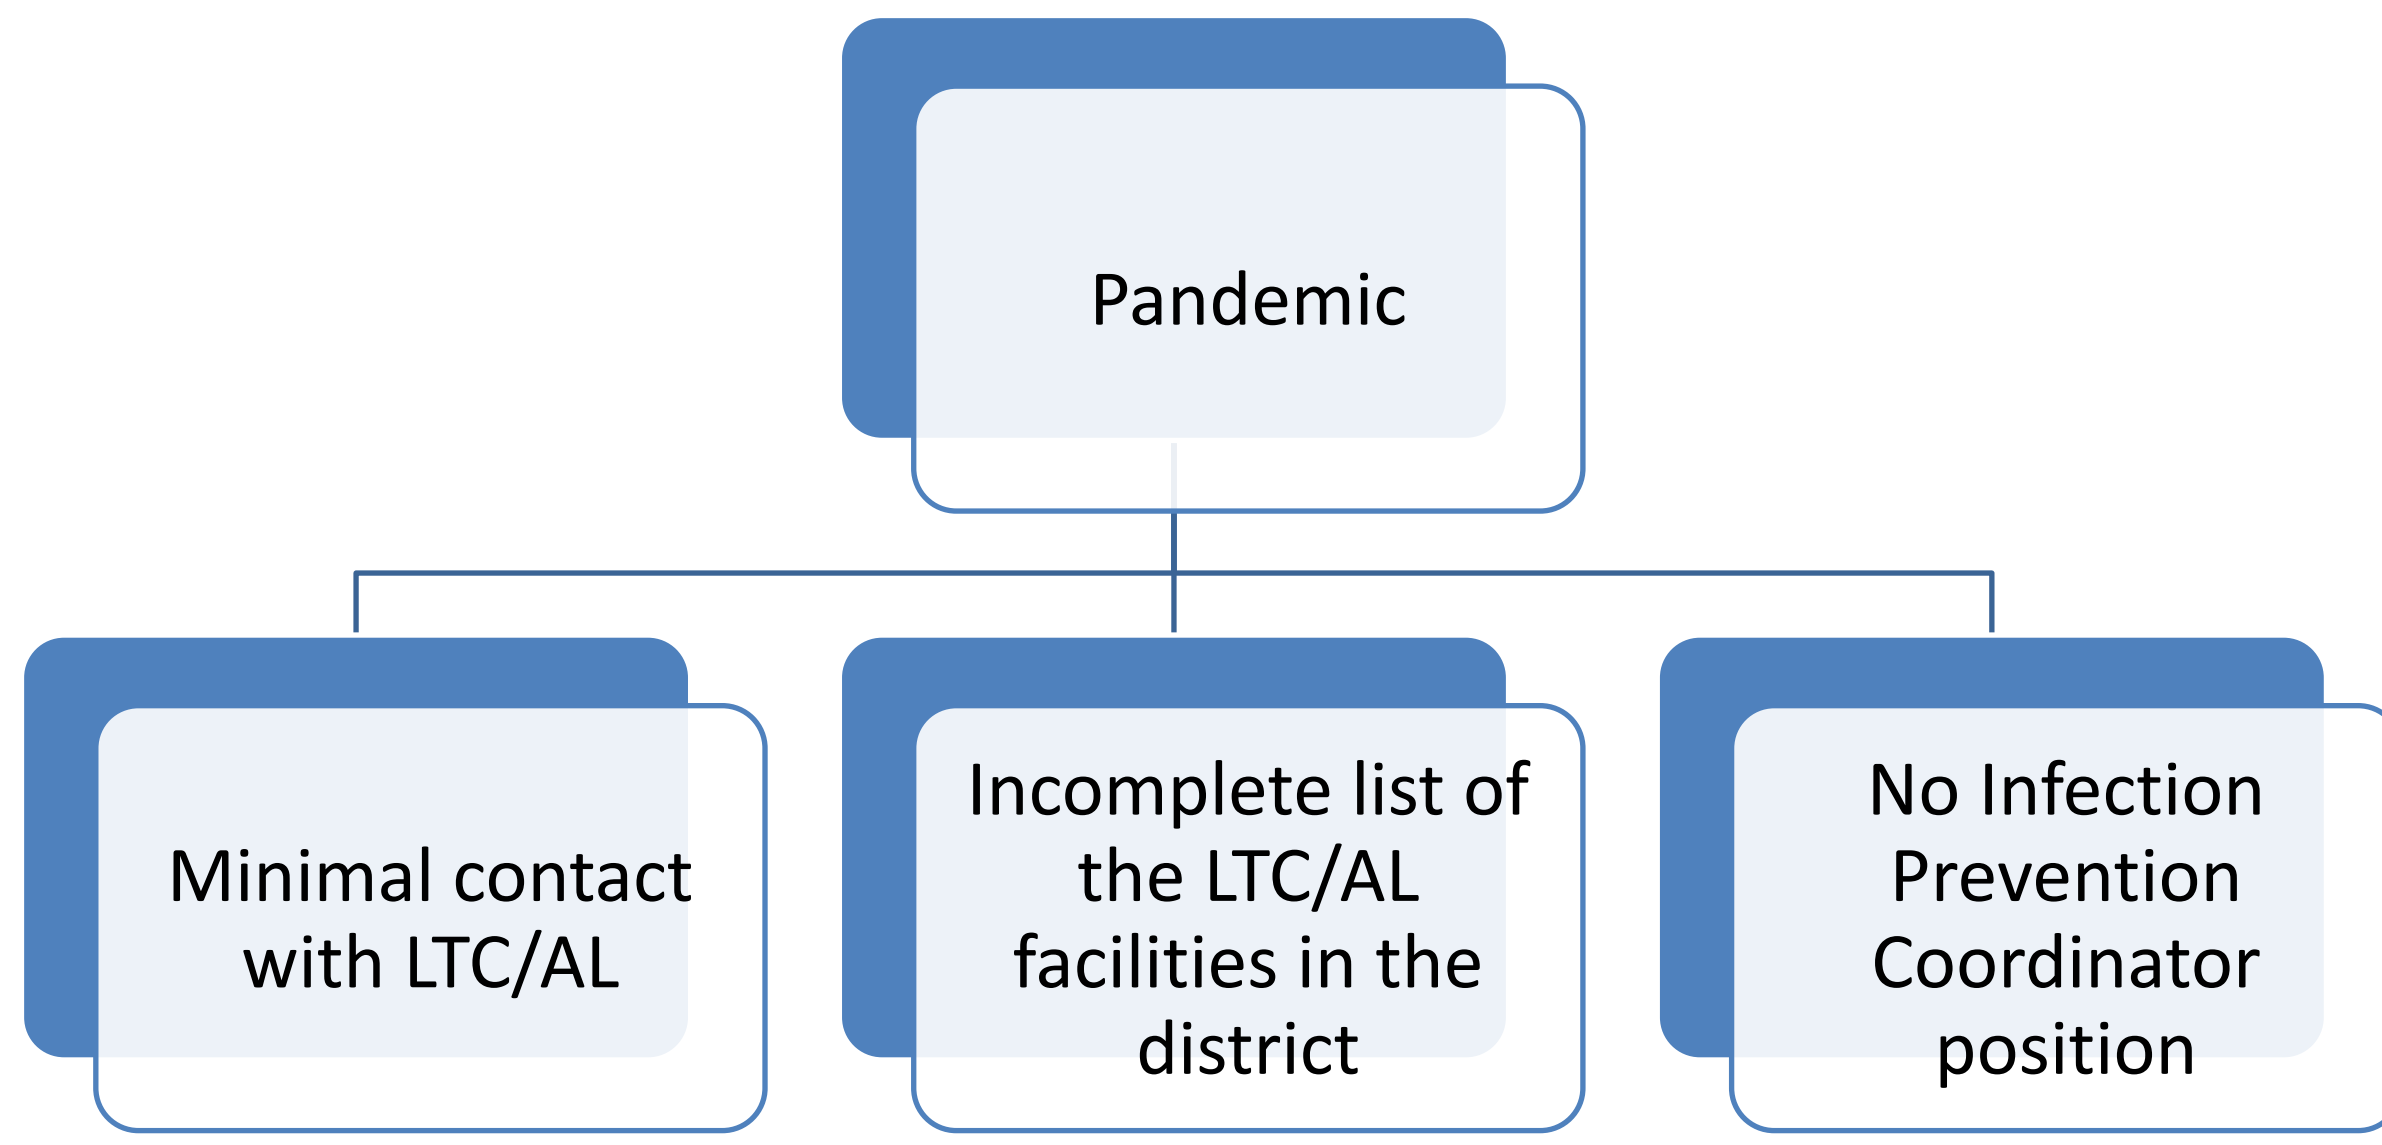 Pandemic
Minimal contact
with LTC/AL
Incomplete list of
the LTC/AL
facilities in the
district
No Infection
Prevention
Coordinator
position